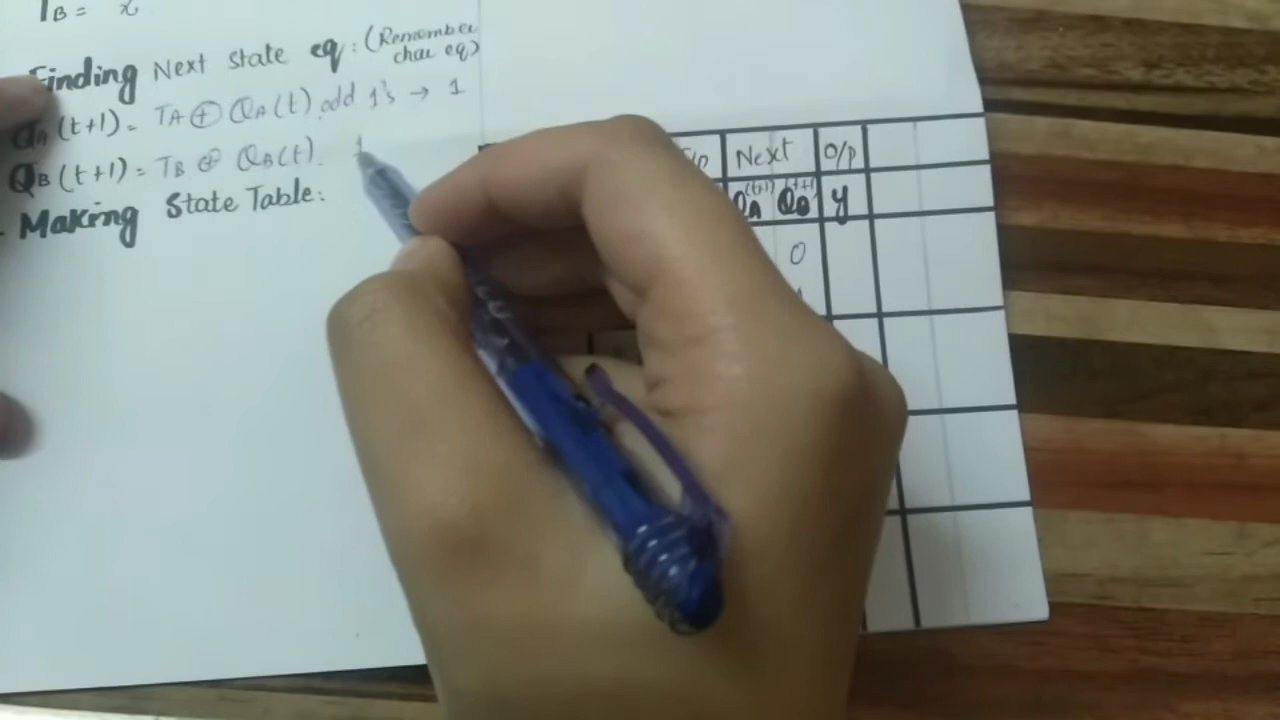 TB = x
Finding Next state eq : (Remember
char eq)
QA (t+1) = TA ⊕ QA(t) odd 1's → 1
QB (t+1) = TB ⊕ QB(t). 1
Making State Table:
Next O/p
QA(t+1) QB(t+1) y
0